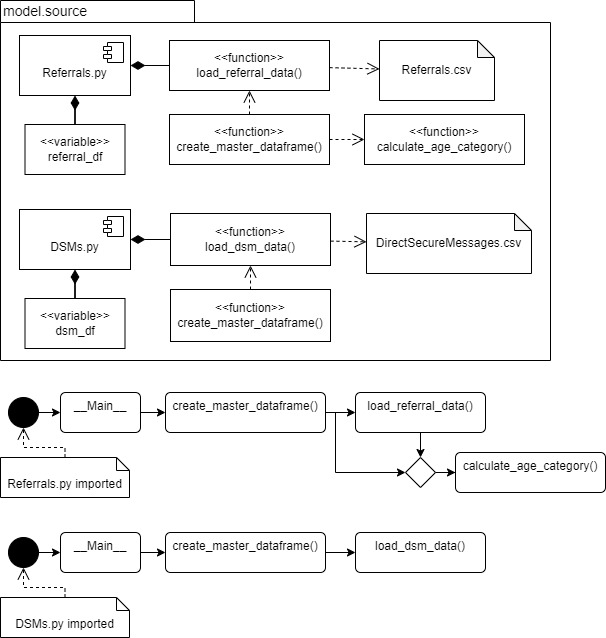 model.source
Referrals.py
<<function>>
load_referral_data()
Referrals.csv
<<variable>>
referral_df
<<function>>
create_master_dataframe()
<<function>>
calculate_age_category()
DSMs.py
<<function>>
load_dsm_data()
DirectSecureMessages.csv
<<variable>>
dsm_df
<<function>>
create_master_dataframe()
__Main__
create_master_dataframe()
load_referral_data()
calculate_age_category()
Referrals.py imported
__Main__
create_master_dataframe()
load_dsm_data()
DSMs.py imported